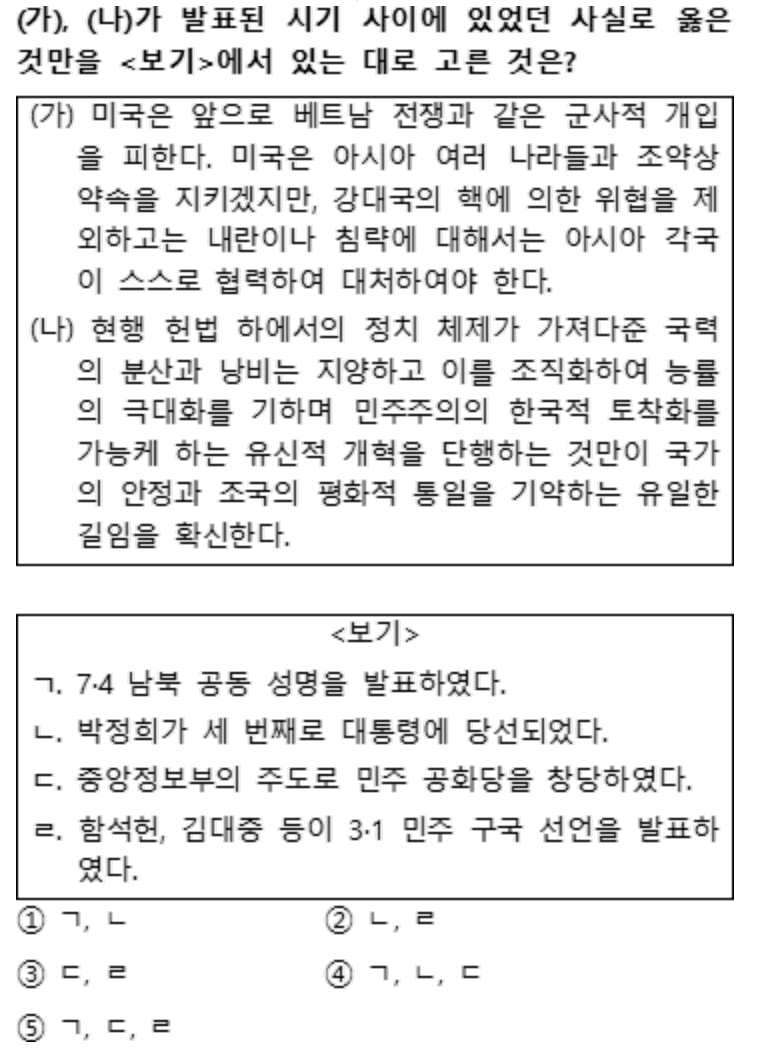 (가), (나)가 발표된 시기 사이에 있었던 사실로 옳은
것만을 <보기>에서 있는 대로 고른 것은?
(가) 미국은 앞으로 베트남 전쟁과 같은 군사적 개입
을 피한다. 미국은 아시아 여러 나라들과 조약상
약속을 지키겠지만, 강대국의 핵에 의한 위협을 제
외하고는 내란이나 침략에 대해서는 아시아 각국
이 스스로 협력하여 대처하여야 한다.
(나) 현행 헌법 하에서의 정치 체제가 가져다준 국력
의 분산과 낭비는 지양하고 이를 조직화하여 능률
의 극대화를 기하며 민주주의의 한국적 토착화를
가능케 하는 유신적 개혁을 단행하는 것만이 국가
의 안정과 조국의 평화적 통일을 기약하는 유일한
길임을 확신한다.
<보기>
ㄱ. 7·4 남북 공동 성명을 발표하였다.
ㄴ. 박정희가 세 번째로 대통령에 당선되었다.
ㄷ. 중앙정보부의 주도로 민주 공화당을 창당하였다.
ㄹ. 함석헌, 김대중 등이 3·1 민주 구국 선언을 발표하
였다.
① ㄱ, ㄴ ② ㄴ, ㄹ
③ ㄷ, ㄹ ④ ㄱ, ㄴ, ㄷ
⑤ ㄱ, ㄷ, ㄹ